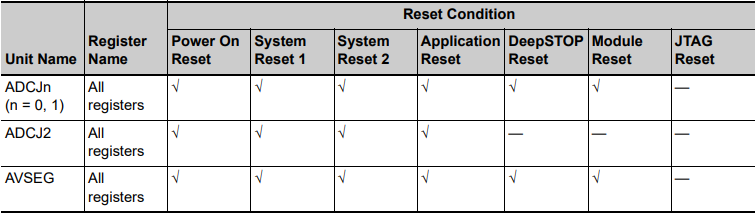 Reset Condition
Unit Name Register Name Power On Reset System Reset 1 System Reset 2 Application Reset DeepSTOP Reset Module Reset JTAG Reset
ADCJn (n = 0, 1) All registers √ √ √ √ √ √ —
ADCJ2 All registers √ √ √ √ — — —
AVSEG All registers √ √ √ √ √ √ —